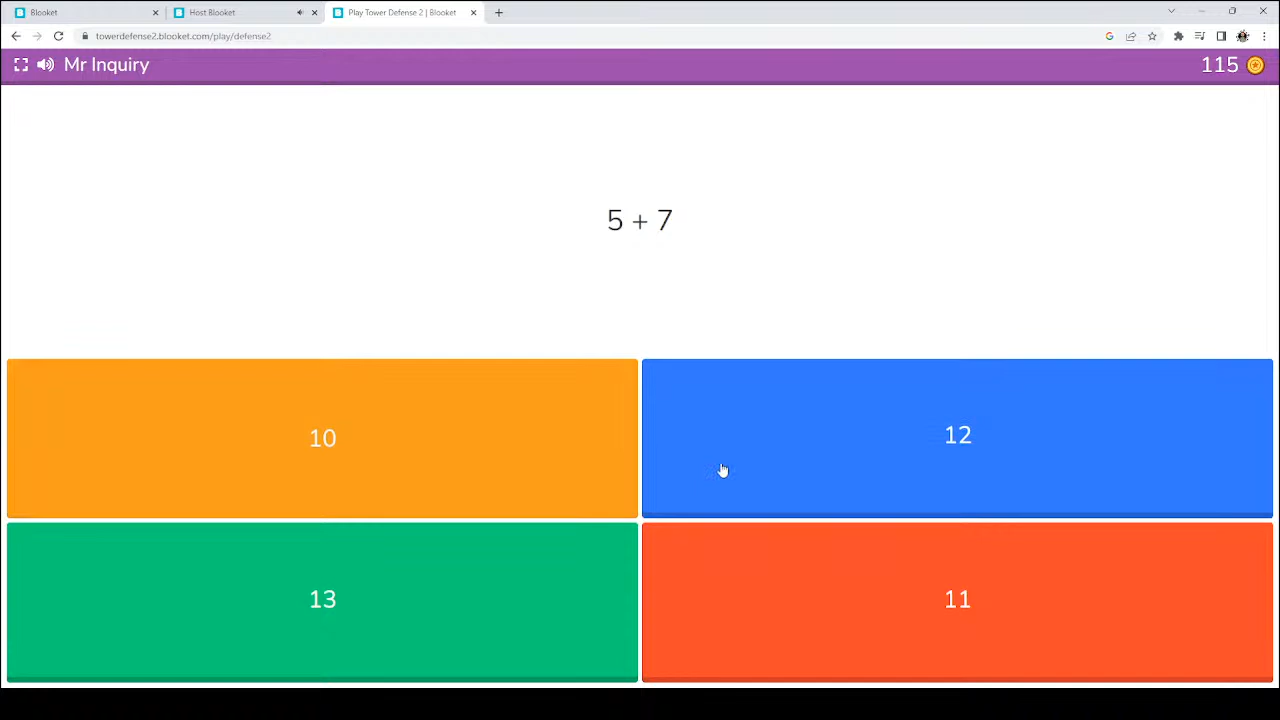 Blooket
Host Blooket
Play Tower Defense 2 | Blooket
towerdefense2.blooket.com/play/defense2
Mr Inquiry
115
5 + 7
10
12
13
11